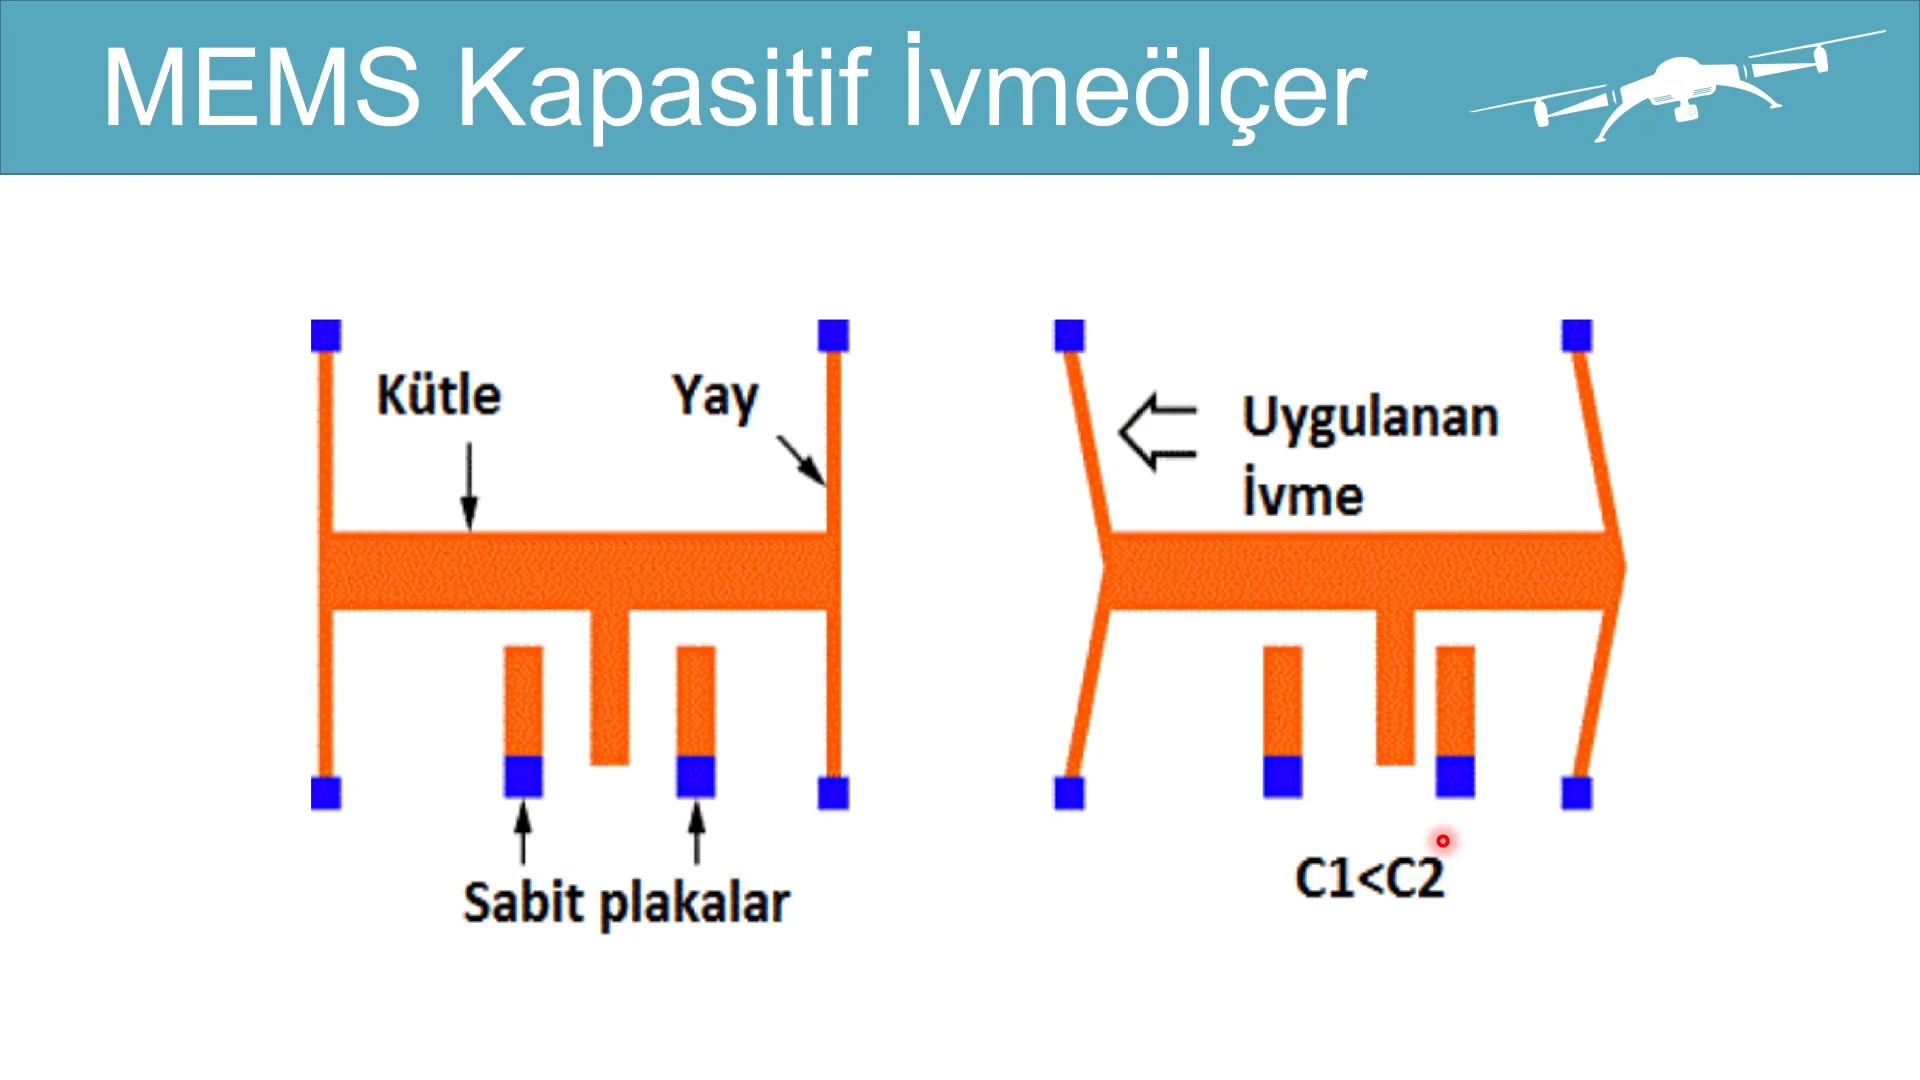 MEMS Kapasitif İvmeölçer
Kütle
Yay
Sabit plakalar
Uygulanan
İvme
C1<C2